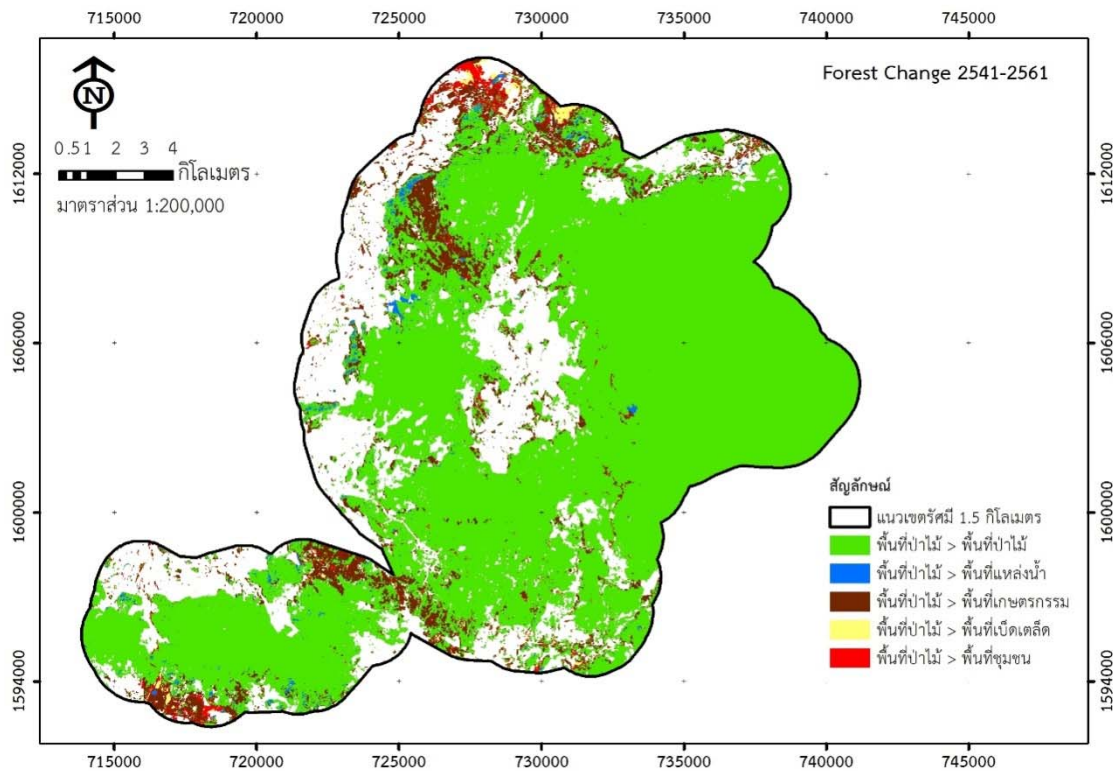 715000 720000 725000 730000 735000 740000 745000
Forest Change 2541-2561
N
0.51 2 3 4
กิโลเมตร
มาตราส่วน 1:200,000
1612000 1612000
1606000 1606000
1600000 1600000
1594000 1594000
สัญลักษณ์
แนวเขตรัศมี 1.5 กิโลเมตร
พื้นที่ป่าไม้ > พื้นที่ป่าไม้
พื้นที่ป่าไม้ > พื้นที่แหล่งน้ำ
พื้นที่ป่าไม้ > พื้นที่เกษตรกรรม
พื้นที่ป่าไม้ > พื้นที่เบ็ดเตล็ด
พื้นที่ป่าไม้ > พื้นที่ชุมชน
715000 720000 725000 730000 735000 740000 745000